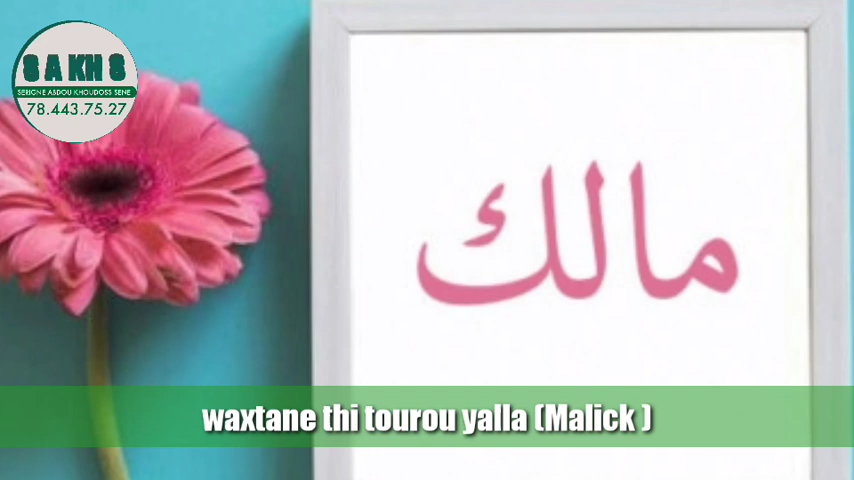 SAKHS
SERIGNE ABDOU KHOUDOSS SENE
78.443.75.27
مالك
waxtane thi tourou yalla (Malick )